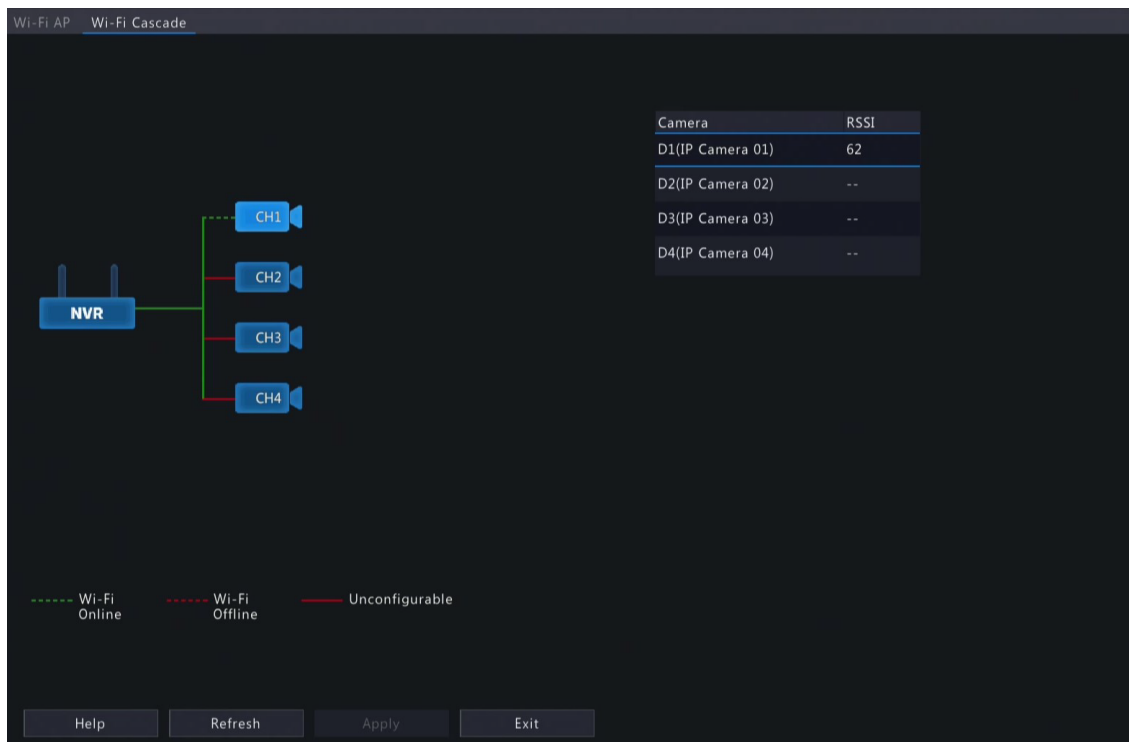 Wi-Fi AP Wi-Fi Cascade
Camera RSSI
D1(IP Camera 01) 62
D2(IP Camera 02) --
D3(IP Camera 03) --
D4(IP Camera 04) --
CH1
CH2
NVR
CH3
CH4
Wi-Fi Online
Wi-Fi Offline
Unconfigurable
Help Refresh Apply Exit